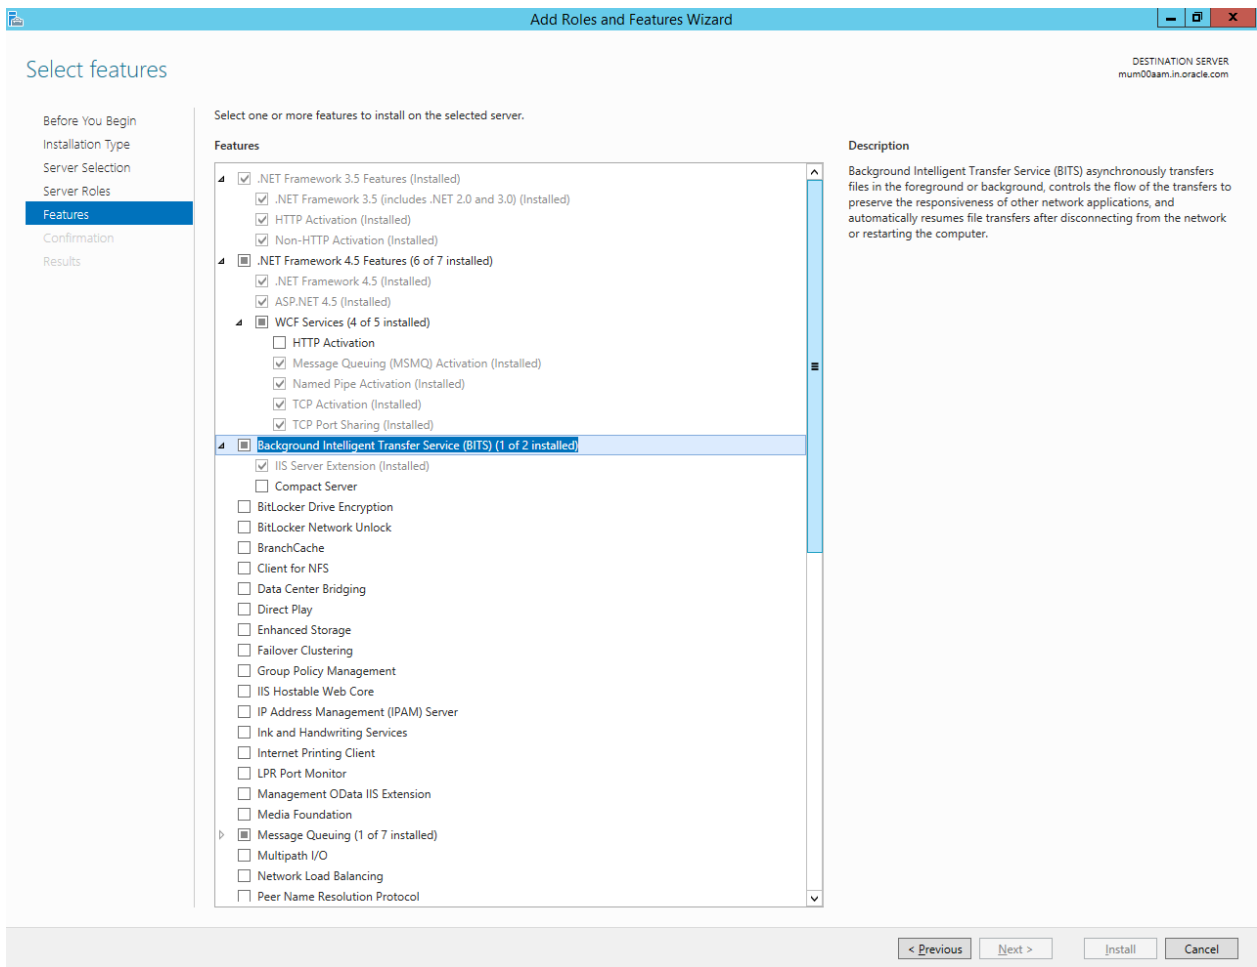 Add Roles and Features Wizard
Select features
DESTINATION SERVER
mum00aam.in.oracle.com
Before You Begin
Installation Type
Server Selection
Server Roles
Features
Confirmation
Results
Select one or more features to install on the selected server.
Features
.NET Framework 3.5 Features (Installed)
.NET Framework 3.5 (includes .NET 2.0 and 3.0) (Installed)
HTTP Activation (Installed)
Non-HTTP Activation (Installed)
.NET Framework 4.5 Features (6 of 7 installed)
.NET Framework 4.5 (Installed)
ASP.NET 4.5 (Installed)
WCF Services (4 of 5 installed)
HTTP Activation
Message Queuing (MSMQ) Activation (Installed)
Named Pipe Activation (Installed)
TCP Activation (Installed)
TCP Port Sharing (Installed)
Background Intelligent Transfer Service (BITS) (1 of 2 installed)
IIS Server Extension (Installed)
Compact Server
BitLocker Drive Encryption
BitLocker Network Unlock
BranchCache
Client for NFS
Data Center Bridging
Direct Play
Enhanced Storage
Failover Clustering
Group Policy Management
IIS Hostable Web Core
IP Address Management (IPAM) Server
Ink and Handwriting Services
Internet Printing Client
LPR Port Monitor
Management OData IIS Extension
Media Foundation
Message Queuing (1 of 7 installed)
Multipath I/O
Network Load Balancing
Peer Name Resolution Protocol
Description
Background Intelligent Transfer Service (BITS) asynchronously transfers
files in the foreground or background, controls the flow of the transfers to
preserve the responsiveness of other network applications, and
automatically resumes file transfers after disconnecting from the network
or restarting the computer.
< Previous
Next >
Install
Cancel